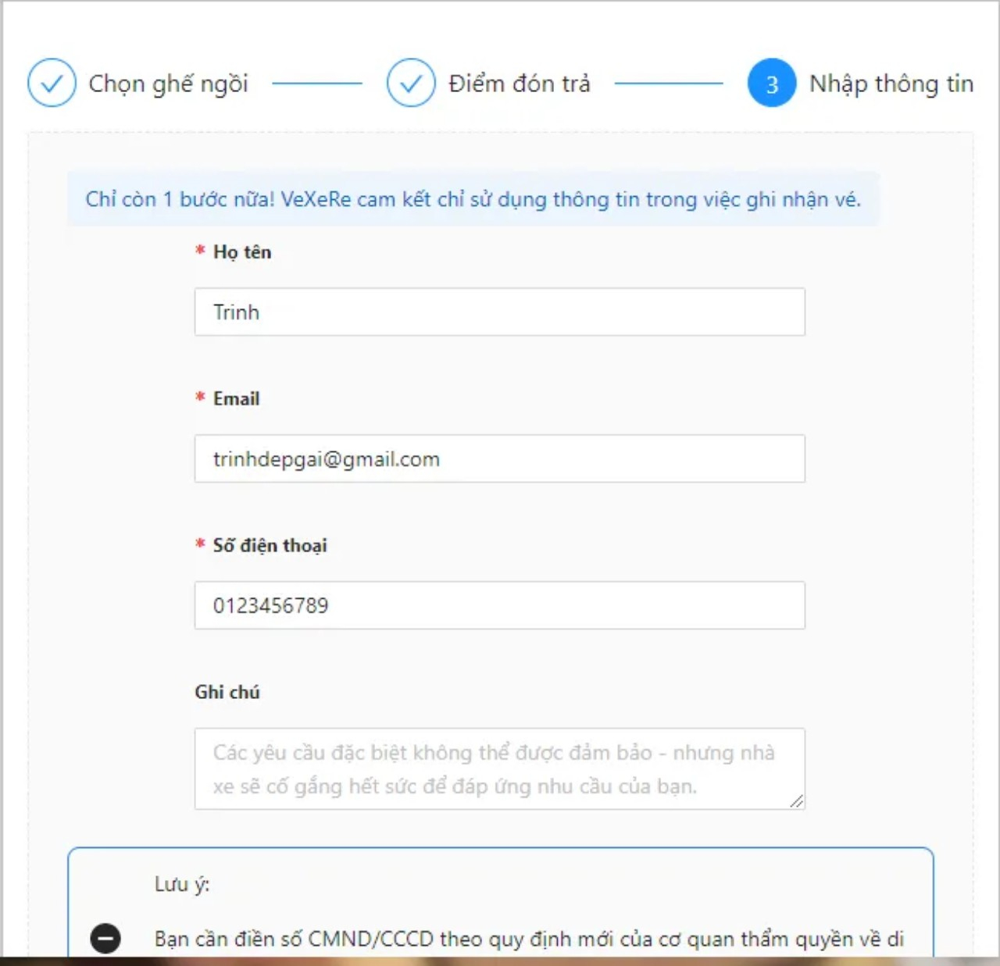 Chọn ghế ngồi
Điểm đón trả
3 Nhập thông tin
Chỉ còn 1 bước nữa! VeXeRe cam kết chỉ sử dụng thông tin trong việc ghi nhận vé.
* Họ tên
Trinh
* Email
trinhdepgai@gmail.com
* Số điện thoại
0123456789
Ghi chú
Các yêu cầu đặc biệt không thể được đảm bảo - nhưng nhà
xe sẽ cố gắng hết sức để đáp ứng nhu cầu của bạn.
Lưu ý:
Bạn cần điền số CMND/CCCD theo quy định mới của cơ quan thẩm quyền về di